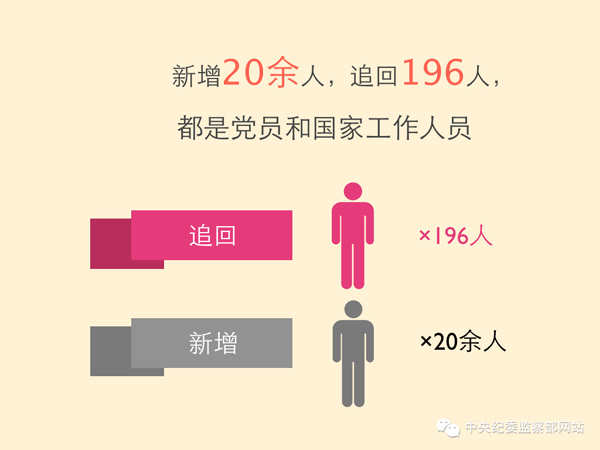 新增20余人，追回196人，
都是党员和国家工作人员
追回
×196人
新增
×20余人
中央纪委监察部网站